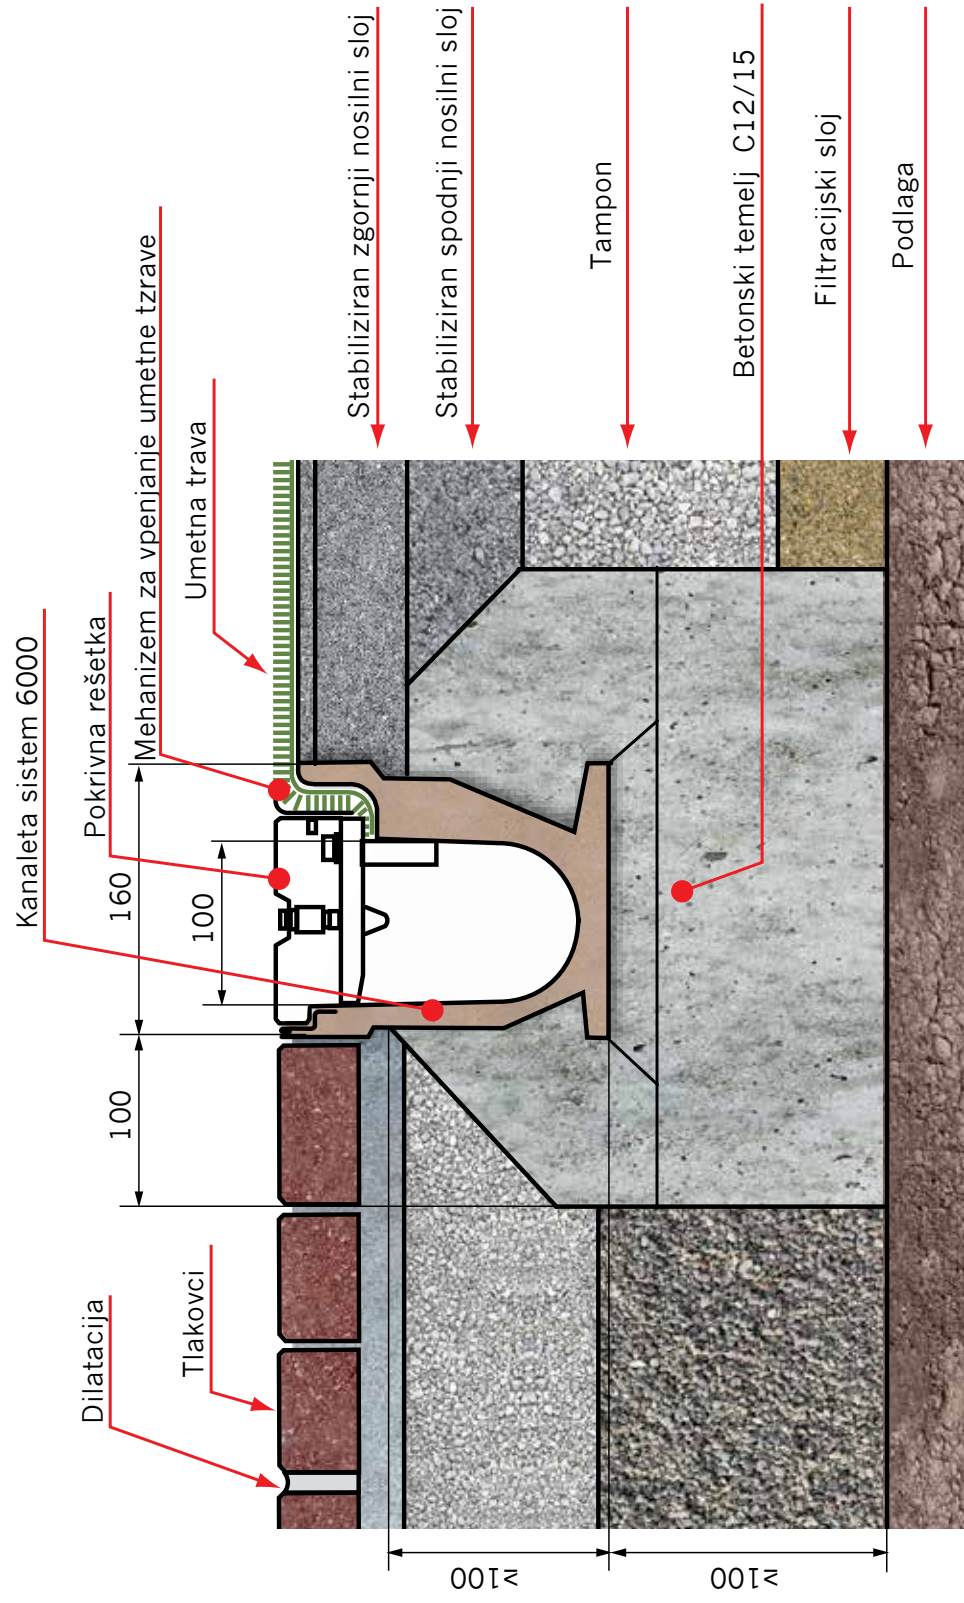 Kanaleta sistem 6000
Pokrivna rešetka
Mehanizem za vpenjanje umetne tzrave
Umetna trava
Dilatacija
Tlakovci
100
160
100
Stabiliziran zgornji nosilni sloj
Stabiliziran spodnji nosilni sloj
Tampon
Betonski temelj C12/15
Filtracijski sloj
Podlaga
≥100
≥100